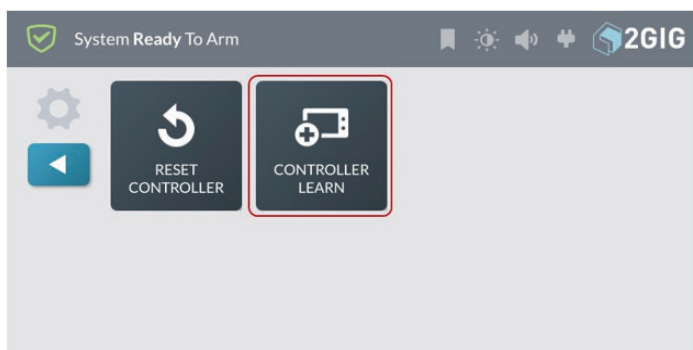 System Ready To Arm
2GIG
RESET
CONTROLLER
CONTROLLER
LEARN